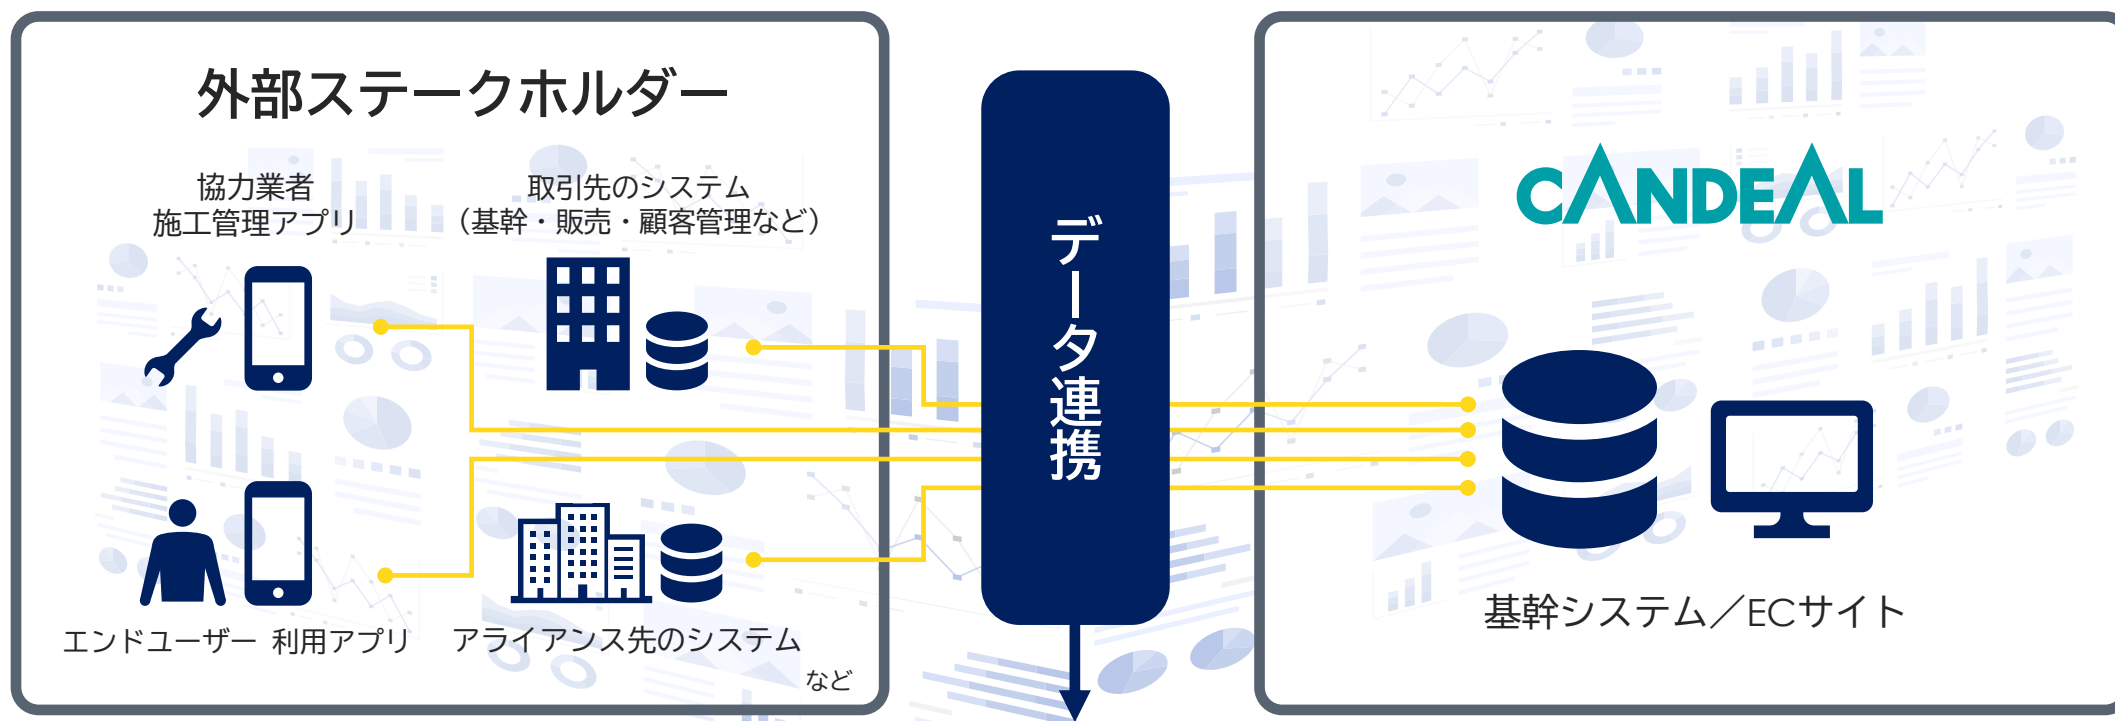 外部ステークホルダー
協力業者
施工管理アプリ
取引先のシステム
（基幹・販売・顧客管理など）
エンドユーザー 利用アプリ
アライアンス先のシステム
など
データ連携
CANDEAL
基幹システム／ECサイト